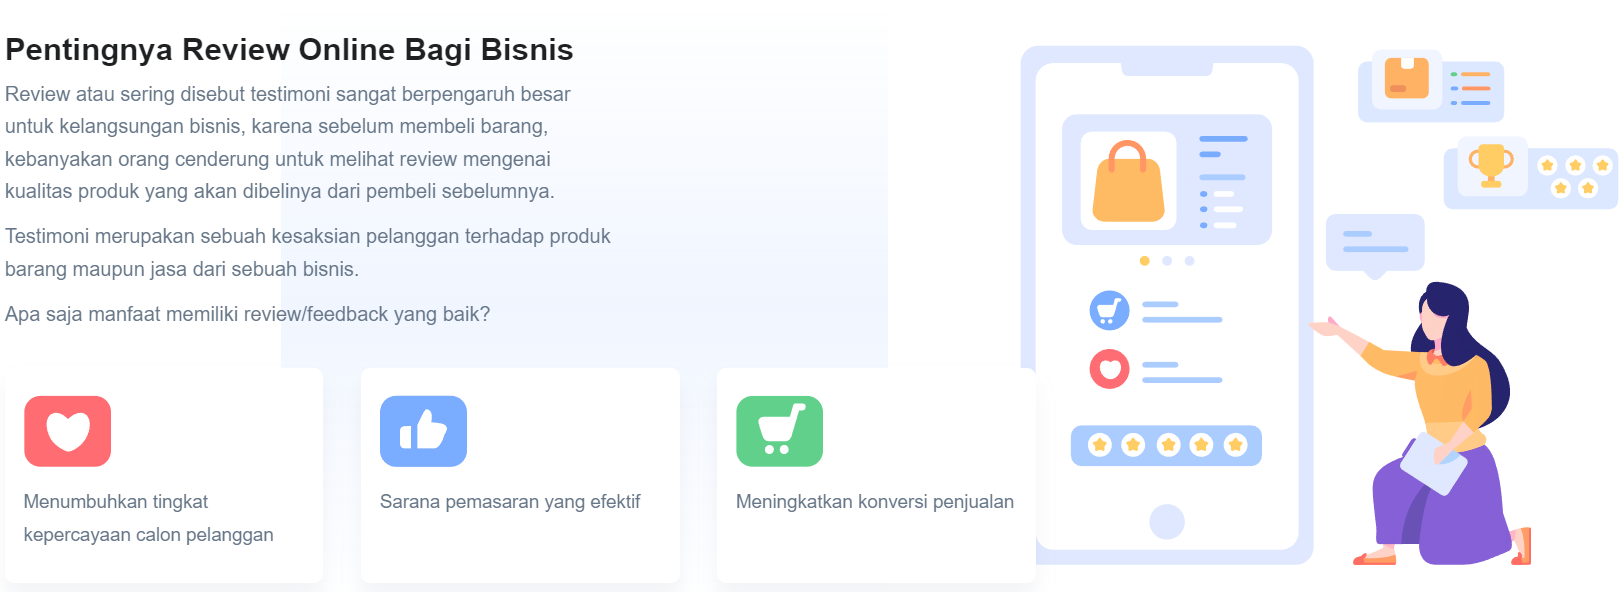 Pentingnya Review Online Bagi Bisnis
Review atau sering disebut testimoni sangat berpengaruh besar
untuk kelangsungan bisnis, karena sebelum membeli barang,
kebanyakan orang cenderung untuk melihat review mengenai
kualitas produk yang akan dibelinya dari pembeli sebelumnya.
Testimoni merupakan sebuah kesaksian pelanggan terhadap produk
barang maupun jasa dari sebuah bisnis.
Apa saja manfaat memiliki review/feedback yang baik?
Menumbuhkan tingkat
kepercayaan calon pelanggan
Sarana pemasaran yang efektif
Meningkatkan konversi penjualan